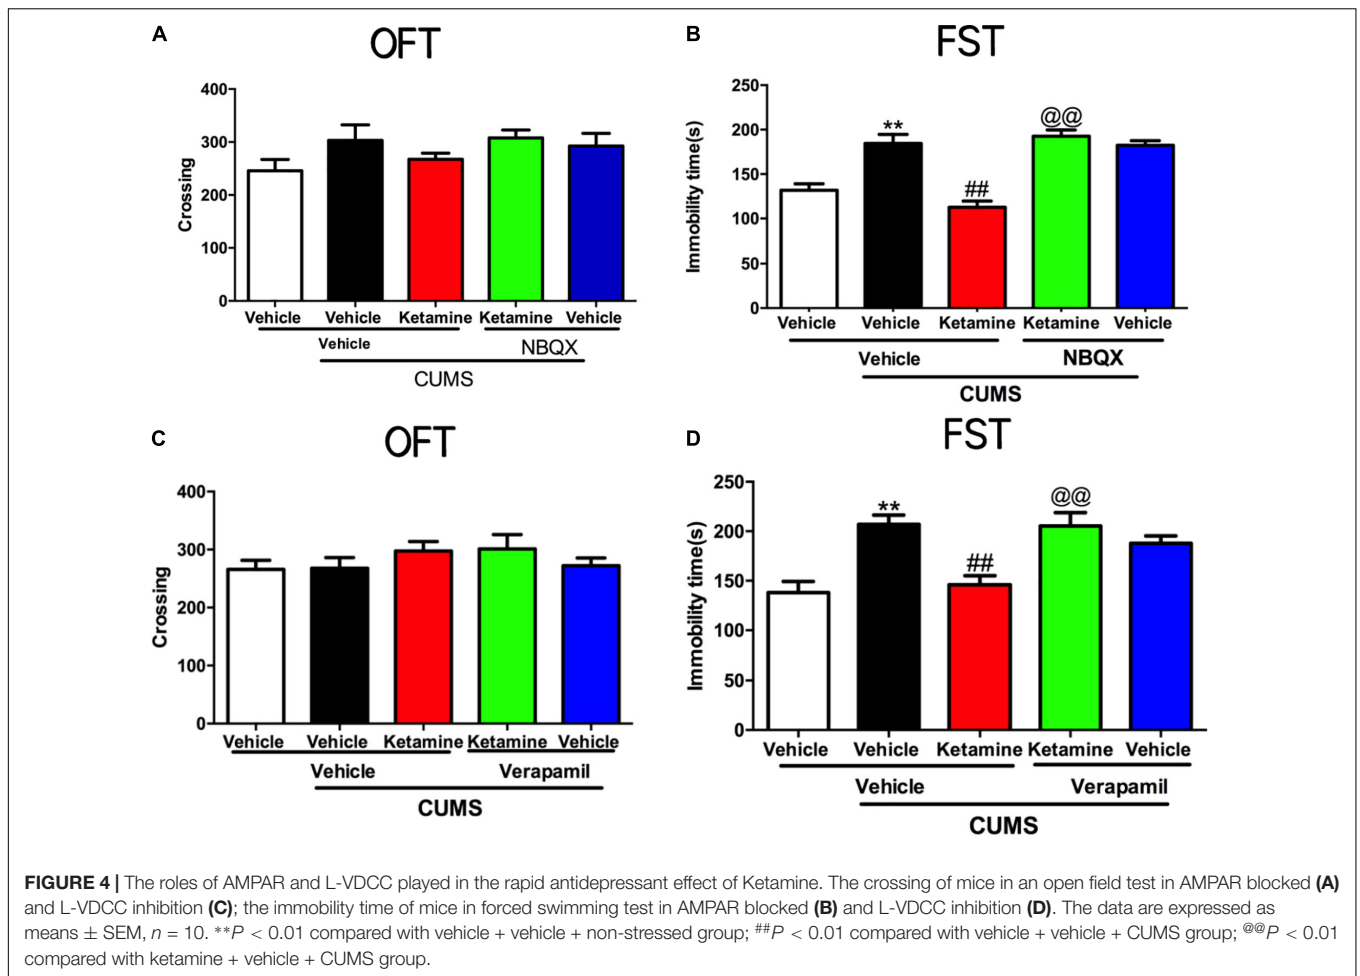 A
OFT
400
300
200
100
0
Crossing
Vehicle Vehicle Ketamine Ketamine Vehicle
Vehicle NBQX
CUMS
B
FST
250
200
150
100
50
0
Immobility time(s)
** ## @@
Vehicle Vehicle Ketamine Ketamine Vehicle
Vehicle NBQX
CUMS
C
OFT
400
300
200
100
0
Crossing
Vehicle Vehicle Ketamine Ketamine Vehicle
Vehicle Verapamil
CUMS
D
FST
250
200
150
100
50
0
Immobility time(s)
** ## @@
Vehicle Vehicle Ketamine Ketamine Vehicle
Vehicle Verapamil
CUMS
FIGURE 4 | The roles of AMPAR and L-VDCC played in the rapid antidepressant effect of Ketamine. The crossing of mice in an open field test in AMPAR blocked (A)
and L-VDCC inhibition (C); the immobility time of mice in forced swimming test in AMPAR blocked (B) and L-VDCC inhibition (D). The data are expressed as
means ± SEM, n = 10. **P < 0.01 compared with vehicle + vehicle + non-stressed group; ##P < 0.01 compared with vehicle + vehicle + CUMS group; @@P < 0.01
compared with ketamine + vehicle + CUMS group.